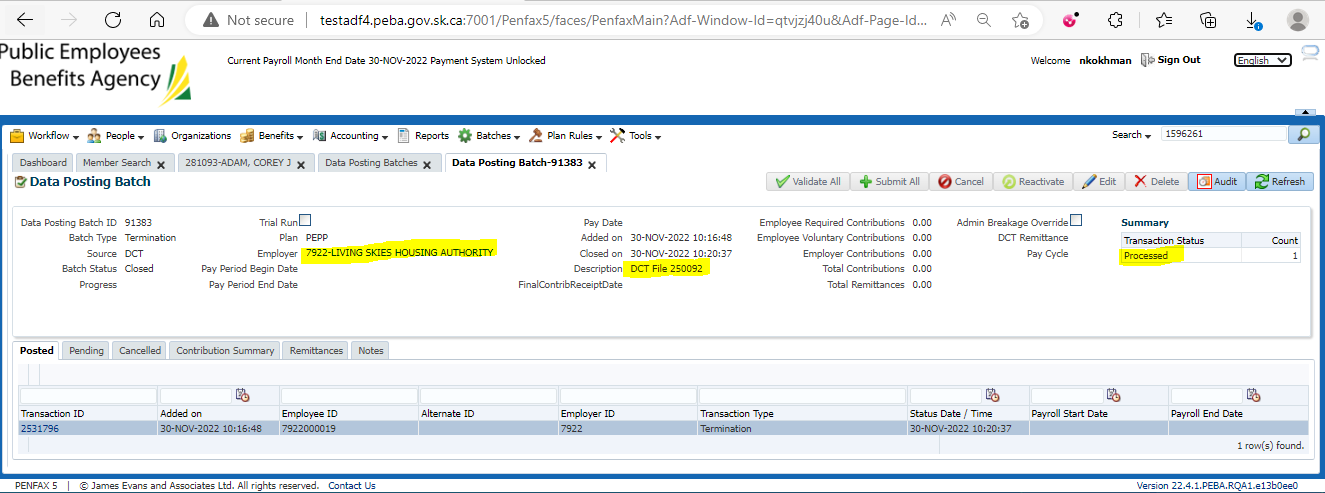 Not secure | testadf4.peba.gov.sk.ca:7001/Penfax5/faces/PenfaxMain?Adf-Window-Id=qtvjzj40u&Adf-Page-Id...
Public Employees
Benefits Agency
Current Payroll Month End Date 30-NOV-2022 Payment System Unlocked
Welcome nkokhman Sign Out English
Workflow People Organizations Benefits Accounting Reports Batches Plan Rules Tools Search 1596261
Dashboard Member Search 281093-ADAM, COREY J Data Posting Batches Data Posting Batch-91383
Data Posting Batch Validate All Submit All Cancel Reactivate Edit Delete Audit Refresh
Data Posting Batch ID 91383 Trial Run Pay Date Employee Required Contributions 0.00 Admin Breakage Override Summary
Batch Type Termination Plan PEPP Added on 30-NOV-2022 10:16:48 Employee Voluntary Contributions 0.00 DCT Remittance Transaction Status Count
Source DCT Employer 7922-LIVING SKIES HOUSING AUTHORITY Closed on 30-NOV-2022 10:20:37 Employer Contributions 0.00 Pay Cycle Processed 1
Batch Status Closed Pay Period Begin Date Description DCT File 250092 Total Contributions 0.00
Progress Pay Period End Date FinalContribReceiptDate Total Remittances 0.00
Posted Pending Cancelled Contribution Summary Remittances Notes
Transaction ID Added on Employee ID Alternate ID Employer ID Transaction Type Status Date / Time Payroll Start Date Payroll End Date
2531796 30-NOV-2022 10:16:48 7922000019 7922 Termination 30-NOV-2022 10:20:37
1 row(s) found.
PENFAX 5 | © James Evans and Associates Ltd. All rights reserved. Contact Us Version 22.4.1.PEBA.RQA1.e13b0ee0